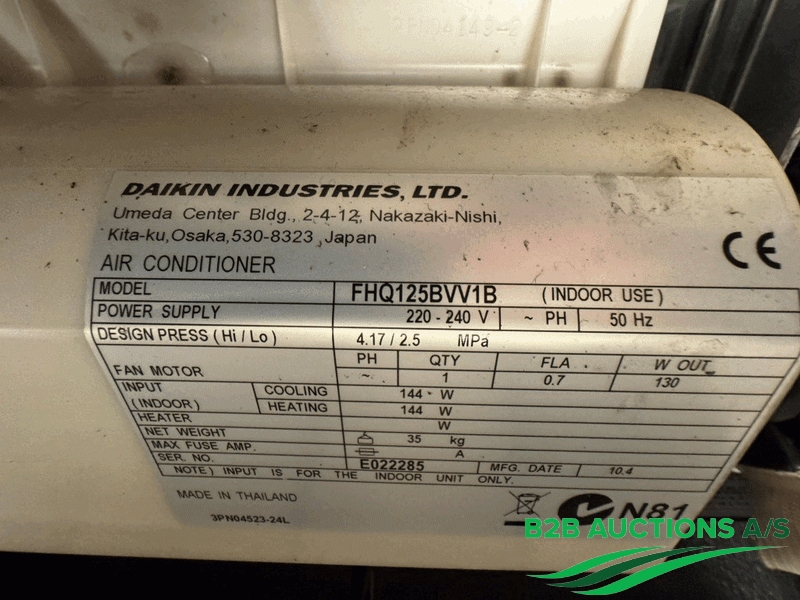 2PN04149-2
DAIKIN INDUSTRIES, LTD.
Umeda Center Bldg., 2-4-12, Nakazaki-Nishi,
Kita-ku, Osaka, 530-8323, Japan
AIR CONDITIONER
CE
MODEL FHQ125BVV1B (INDOOR USE)
POWER SUPPLY 220 - 240 V ~ PH 50 Hz
DESIGN PRESS (Hi / Lo) 4.17 / 2.5 MPa
FAN MOTOR PH QTY FLA W OUT
~ 1 0.7 130
INPUT (INDOOR) COOLING 144 W
HEATING 144 W
HEATER W
NET WEIGHT 35 kg
MAX FUSE AMP. A
SER. NO. E022285 MFG. DATE 10.4
NOTE) INPUT IS FOR THE INDOOR UNIT ONLY.
MADE IN THAILAND
3PN04523-24L
N81
B2B AUCTIONS A/S